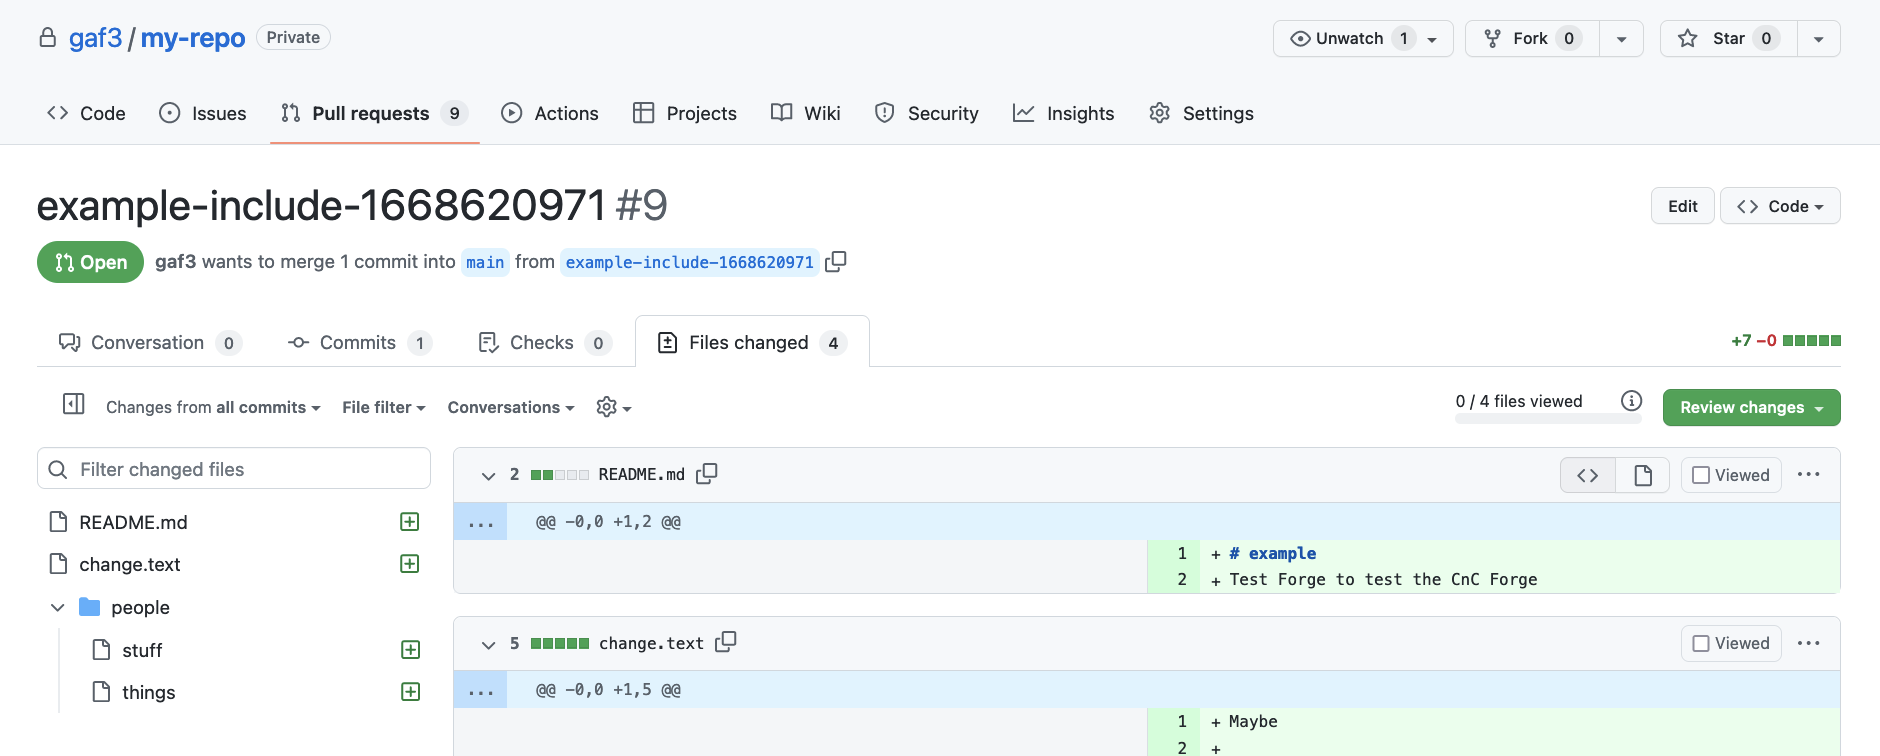 gaf3 / my-repo Private
Unwatch 1 Fork 0 Star 0
Code Issues Pull requests 9 Actions Projects Wiki Security Insights Settings
example-include-1668620971 #9
Edit Code
Open gaf3 wants to merge 1 commit into main from example-include-1668620971
Conversation 0 Commits 1 Checks 0 Files changed 4
+7 −0
Changes from all commits File filter Conversations
0 / 4 files viewed
Review changes
Filter changed files
README.md
change.text
people
stuff
things
2 README.md Viewed ...
... @@ -0,0 +1,2 @@
1 + # example
2 + Test Forge to test the CnC Forge
5 change.text Viewed ...
... @@ -0,0 +1,5 @@
1 + Maybe
2 +